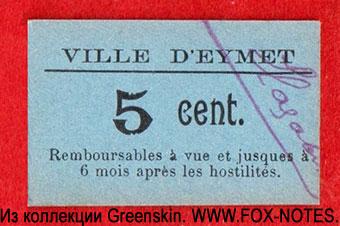 VILLE D'EYMET
5 cent.
Remboursables à vue et jusques à
6 mois après les hostilités.
Из коллекции Greenskin. WWW.FOX-NOTES.